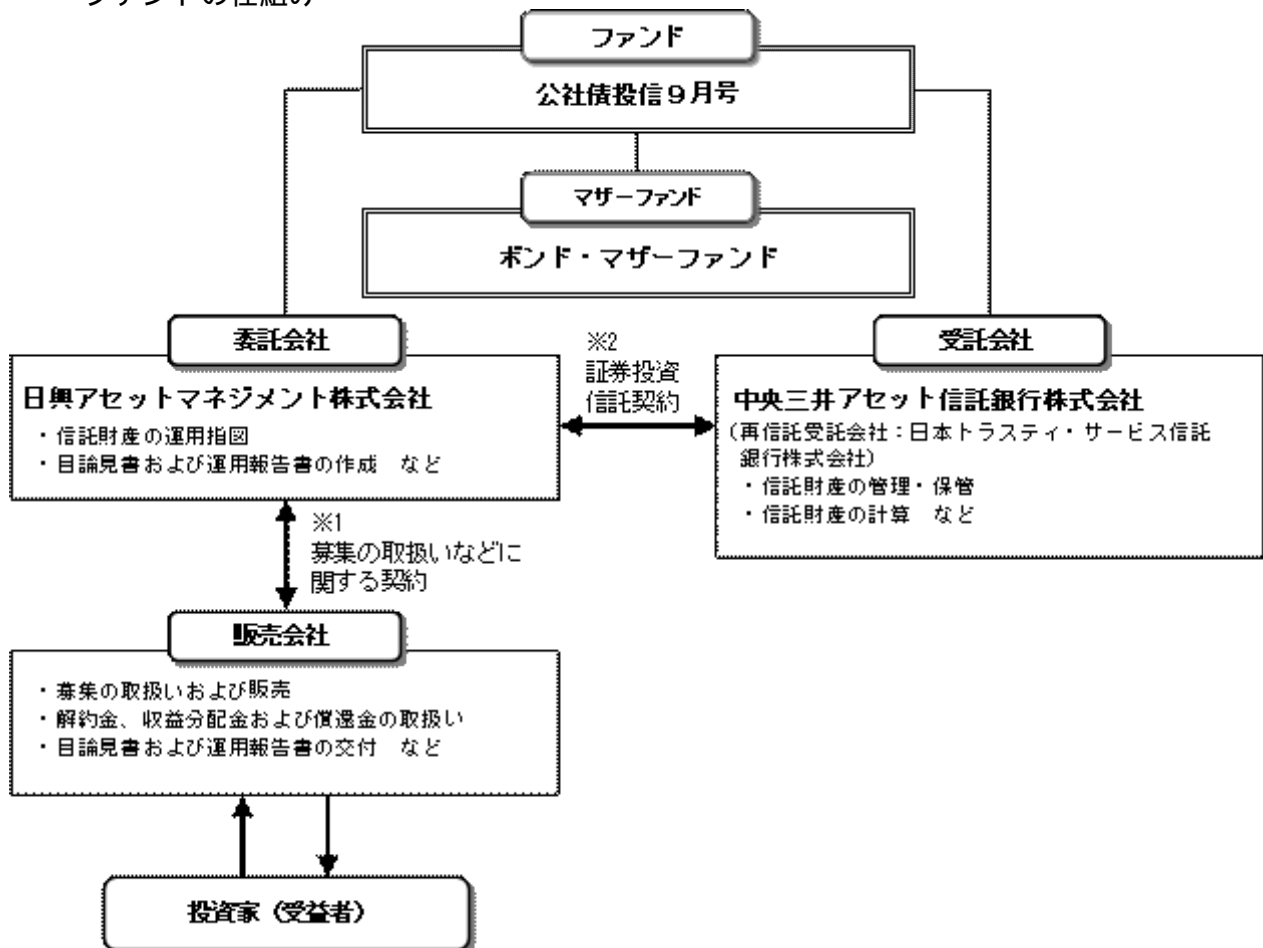 ファンドの仕組み
ファンド
公社債投信９月号
マザーファンド
ボンド・マザーファンド
委託会社
日興アセットマネジメント株式会社
・信託財産の運用指図
・目論見書および運用報告書の作成　など
※2
証券投資
信託契約
受託会社
中央三井アセット信託銀行株式会社
（再信託受託会社：日本トラスティ・サービス信託
銀行株式会社）
・信託財産の管理・保管
・信託財産の計算　など
※1
募集の取扱いなどに
関する契約
販売会社
・募集の取扱いおよび販売
・解約金、収益分配金および償還金の取扱い
・目論見書および運用報告書の交付　など
投資家（受益者）